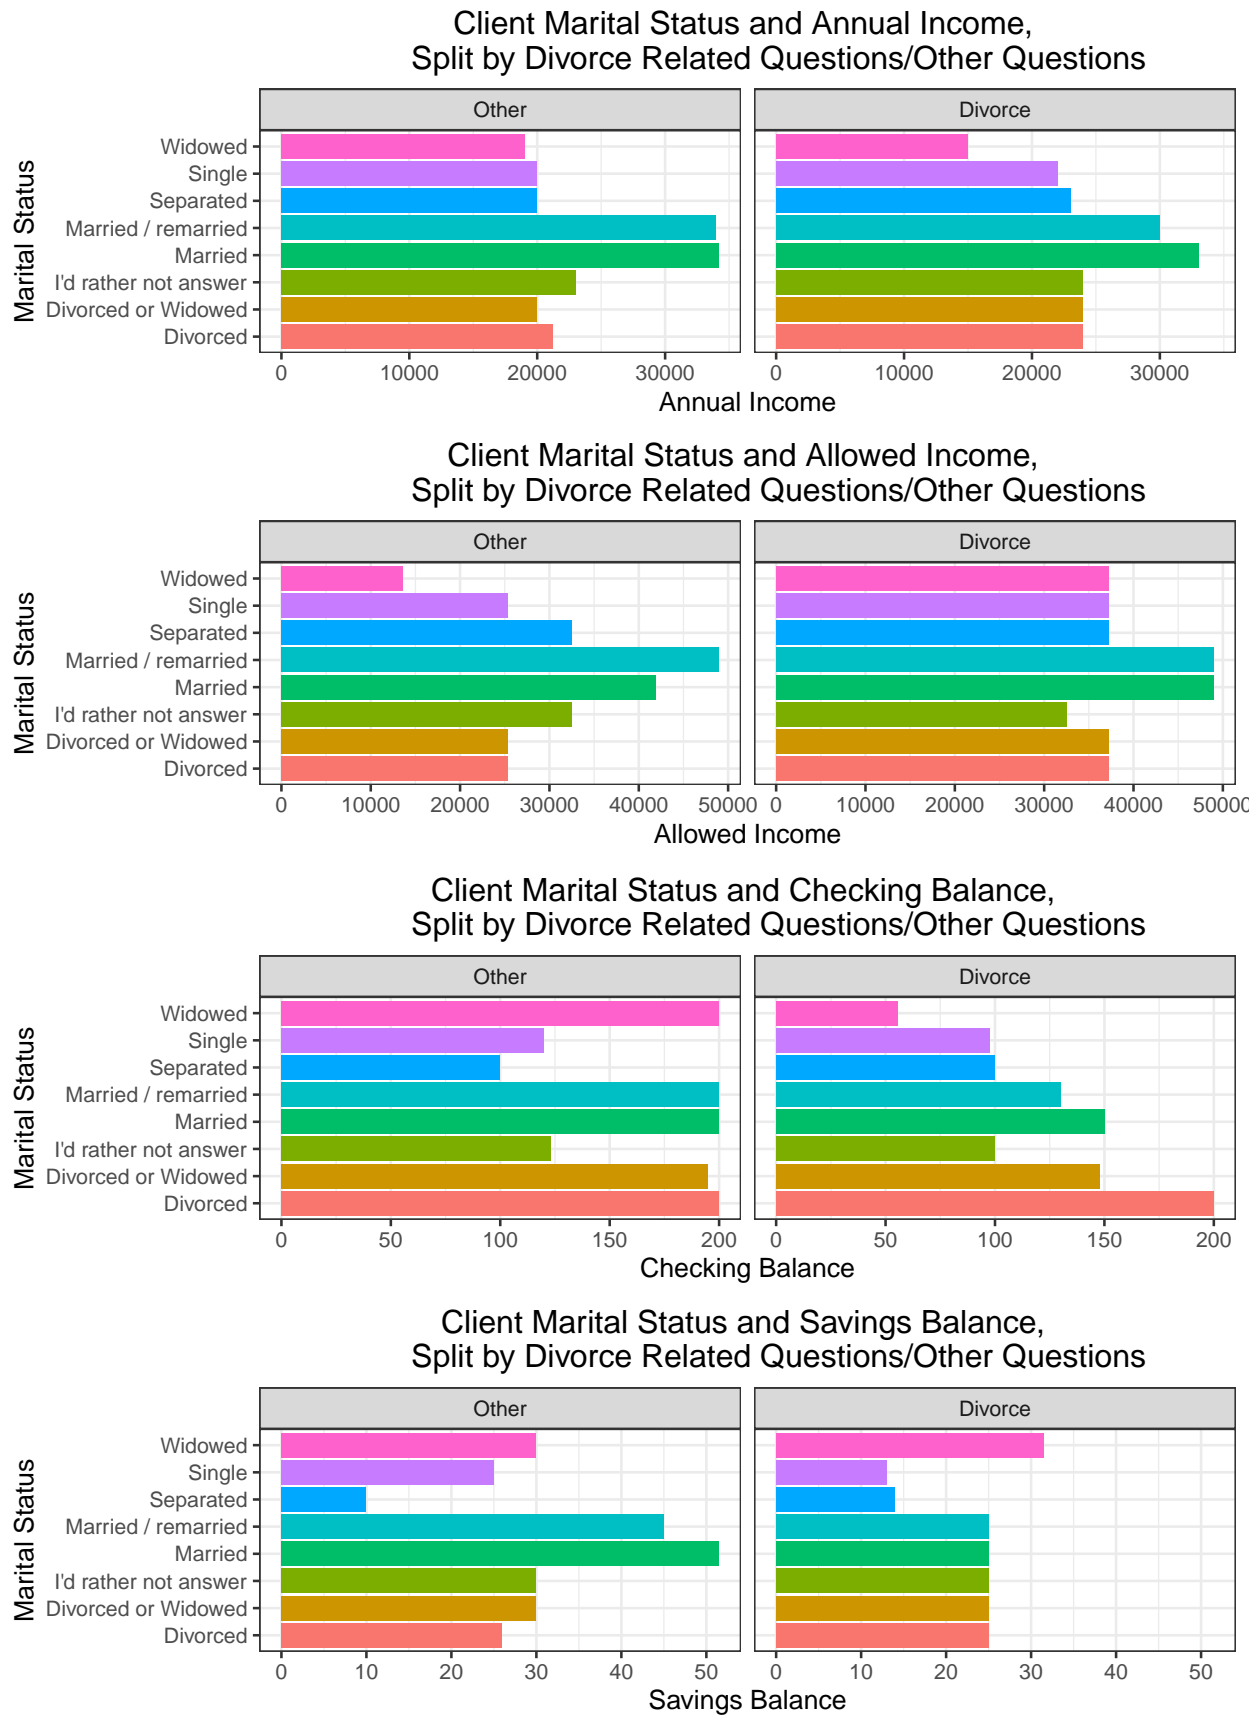 Client Marital Status and Annual Income,
Split by Divorce Related Questions/Other Questions
Other
Divorce
Marital Status
Widowed
Single
Separated
Married / remarried
Married
I'd rather not answer
Divorced or Widowed
Divorced
0 10000 20000 30000
0 10000 20000 30000
Annual Income
Client Marital Status and Allowed Income,
Split by Divorce Related Questions/Other Questions
Other
Divorce
Marital Status
Widowed
Single
Separated
Married / remarried
Married
I'd rather not answer
Divorced or Widowed
Divorced
0 10000 20000 30000 40000 50000
0 10000 20000 30000 40000 50000
Allowed Income
Client Marital Status and Checking Balance,
Split by Divorce Related Questions/Other Questions
Other
Divorce
Marital Status
Widowed
Single
Separated
Married / remarried
Married
I'd rather not answer
Divorced or Widowed
Divorced
0 50 100 150 200
0 50 100 150 200
Checking Balance
Client Marital Status and Savings Balance,
Split by Divorce Related Questions/Other Questions
Other
Divorce
Marital Status
Widowed
Single
Separated
Married / remarried
Married
I'd rather not answer
Divorced or Widowed
Divorced
0 10 20 30 40 50
0 10 20 30 40 50
Savings Balance